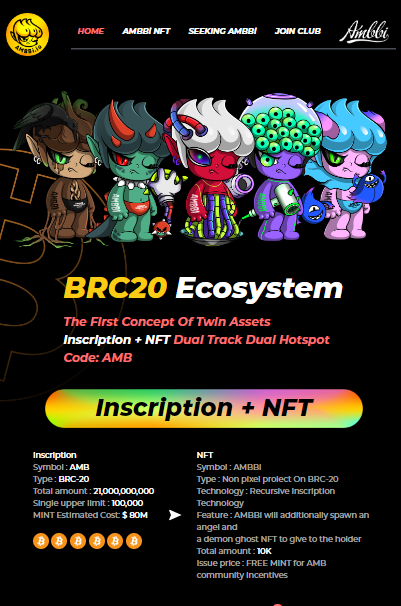 AMBBI.IO
HOME AMBBİ NFT SEEKING AMBBİ JOIN CLUB Ambbi
BRC20 Ecosystem
The First Concept Of Twin Assets
Inscription + NFT Dual Track Dual Hotspot
Code: AMB
Inscription + NFT
Inscription
Symbol : AMB
Type : BRC-20
Total amount : 21,000,000,000
Single upper limit : 100,000
MINT Estimated Cost: $ 80M
NFT
Symbol : AMBBI
Type : Non pixel project On BRC-20
Technology : Recursive Inscription
Technology
Feature : AMBBI will additionally spawn an
angel and
a demon ghost NFT to give to the holder
Total amount : 10K
Issue price : FREE MINT for AMB
community incentives